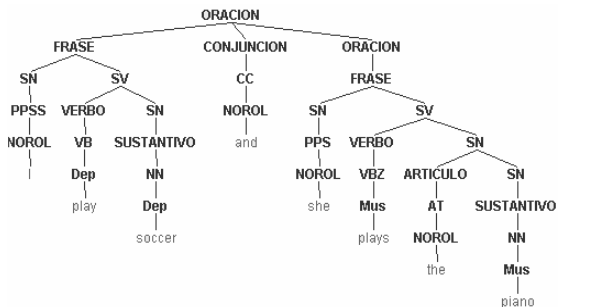 ORACION
FRASE CONJUNCION ORACION
SN SV CC FRASE
PPSS VERBO SN NOROL SN SV
NOROL VB SUSTANTIVO and PPS VERBO SN
I Dep NN NOROL VBZ ARTICULO SN
play Dep she Mus AT SUSTANTIVO
soccer plays NOROL NN
the Mus
piano